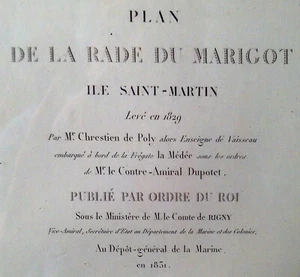 PLAN
DE LA RADE DU MARIGOT
ILE SAINT-MARTIN
Levé en 1829
Par Mr. Chrestien de Poly alors Enseigne de Vaisseau
embarqué à bord de la Frégate la Médée sous les ordres
de Mr. le Contre-Amiral Dupotet.
PUBLIÉ PAR ORDRE DU ROI
Sous le Ministère de M. le Comte de RIGNY
Vice-Amiral, Secrétaire d'Etat au Département de la Marine et des Colonies,
Au Dépôt-général de la Marine
en 1831.